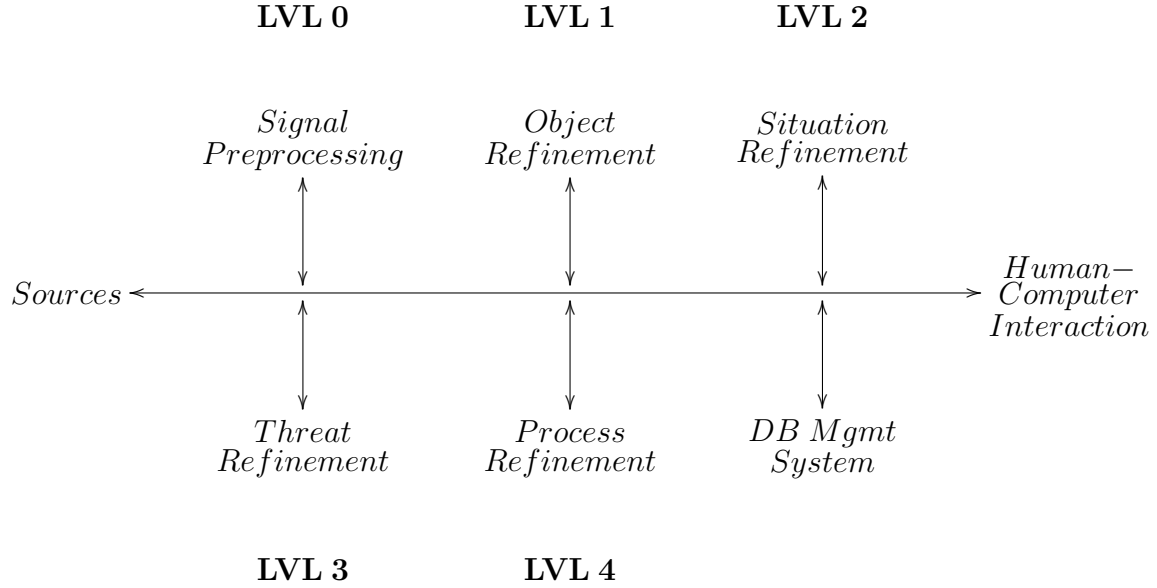 LVL 0
LVL 1
LVL 2
Signal
Preprocessing
Object
Refinement
Situation
Refinement
Sources
Human-
Computer
Interaction
Threat
Refinement
Process
Refinement
DB Mgmt
System
LVL 3
LVL 4